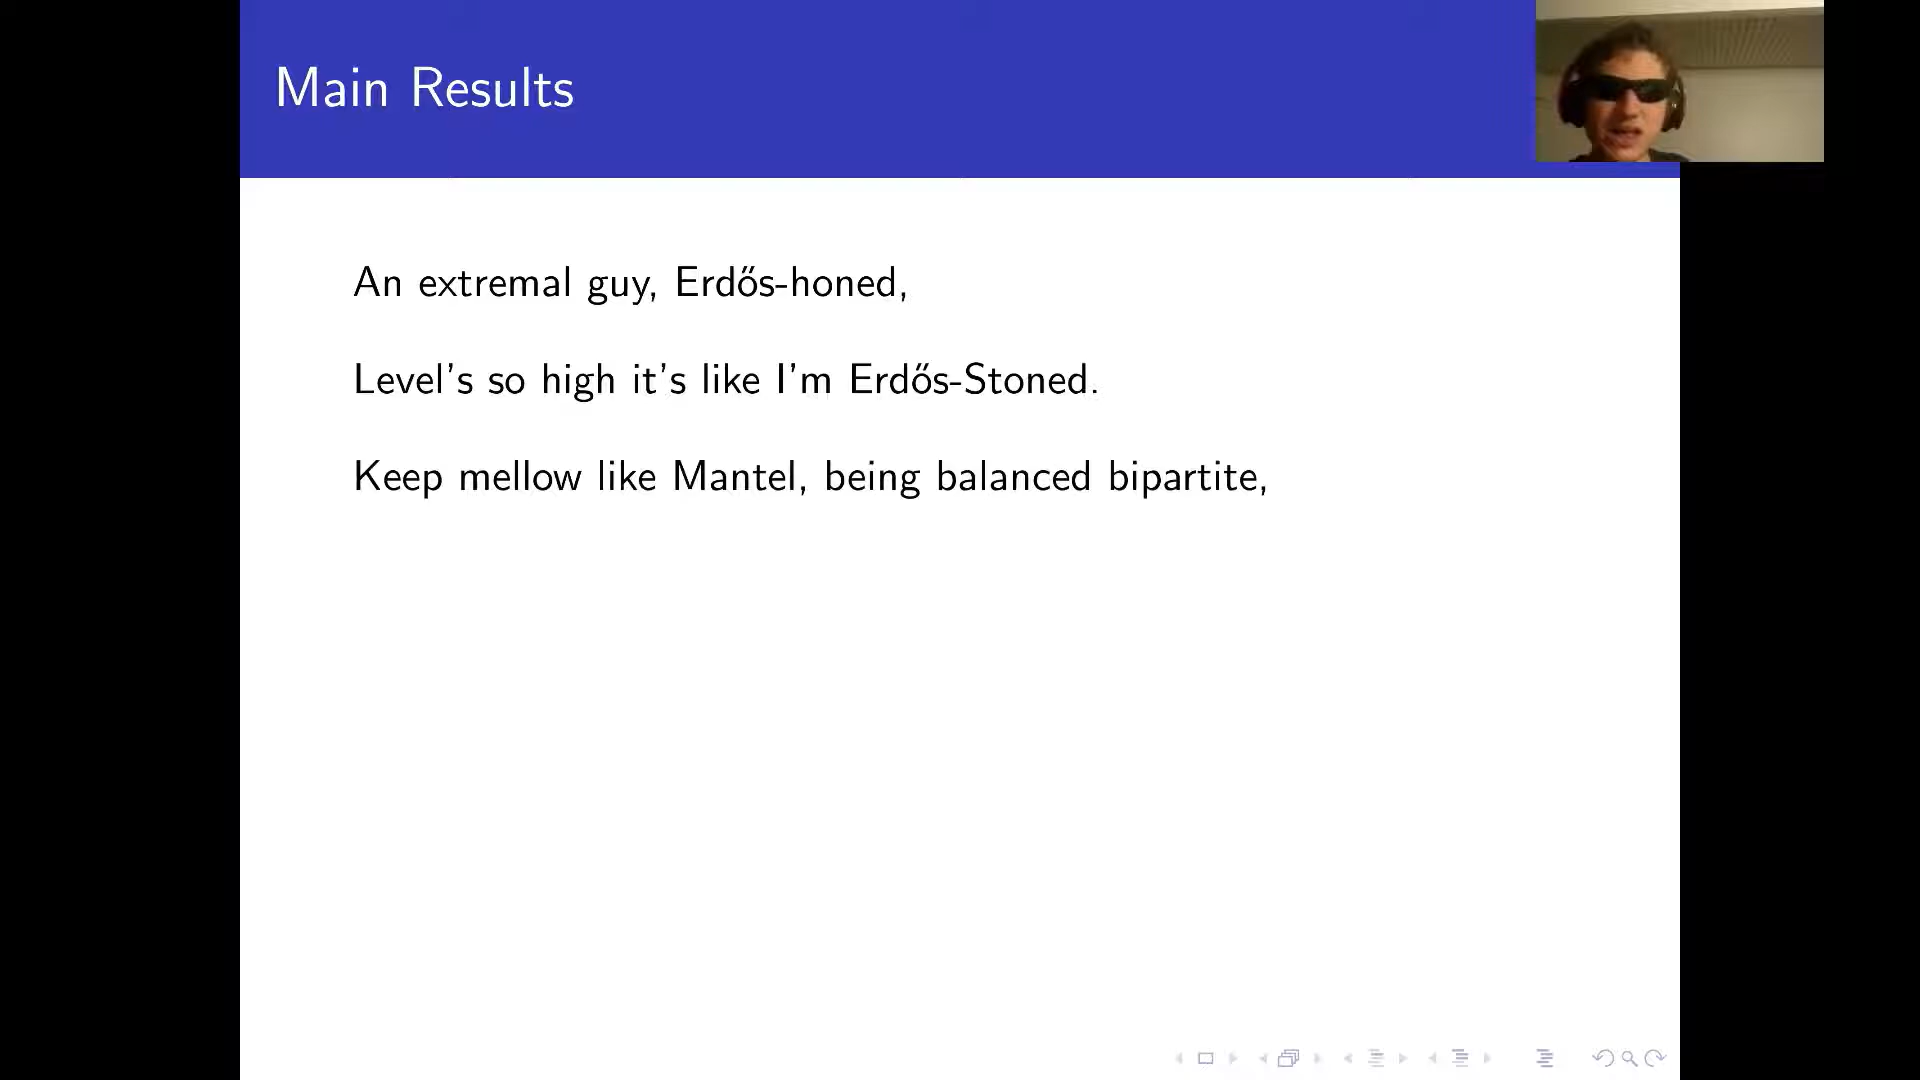 Main Results
An extremal guy, Erdős-honed,
Level's so high it's like I'm Erdős-Stoned.
Keep mellow like Mantel, being balanced bipartite,